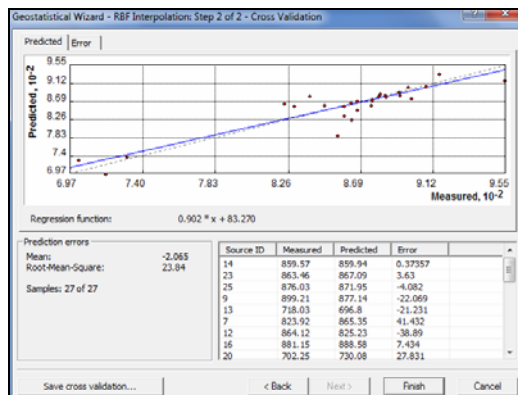 Geostatistical Wizard - RBF Interpolation: Step 2 of 2 - Cross Validation
Predicted Error
9.55
9.12
8.69
8.26
7.83
7.4
6.97
Predicted, 10-2
6.97 7.40 7.83 8.26 8.69 9.12 9.55
Measured, 10-2
Regression function: 0.902 * x + 83.270
Prediction errors
Mean: -2.065
Root-Mean-Square: 23.84
Samples: 27 of 27
Source ID Measured Predicted Error
14 859.57 859.94 0.37357
23 863.46 867.09 3.63
25 876.03 871.95 -4.082
9 899.21 877.14 -22.069
13 718.03 696.8 -21.231
7 823.92 865.35 41.432
12 864.12 825.23 -38.89
16 881.15 888.58 7.434
20 702.25 730.08 27.831
Save cross validation... < Back Next > Finish Cancel